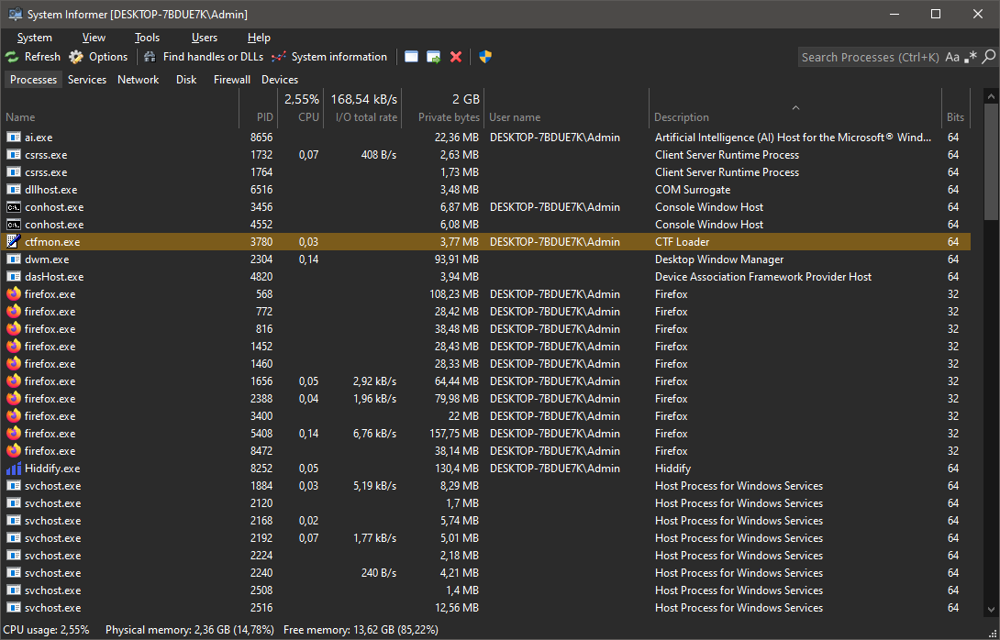 System Informer [DESKTOP-7BDUE7K\Admin]
System View Tools Users Help
Refresh Options Find handles or DLLs System information Search Processes (Ctrl+K) Aa .*
Processes Services Network Disk Firewall Devices
2,55% 168,54 kB/s 2 GB
Name PID CPU I/O total rate Private bytes User name Description Bits
ai.exe 8656 22,36 MB DESKTOP-7BDUE7K\Admin Artificial Intelligence (AI) Host for the Microsoft® Wind... 64
csrss.exe 1732 0,07 408 B/s 2,63 MB Client Server Runtime Process 64
csrss.exe 1764 1,73 MB Client Server Runtime Process 64
dllhost.exe 6516 3,48 MB COM Surrogate 64
conhost.exe 3456 6,87 MB DESKTOP-7BDUE7K\Admin Console Window Host 64
conhost.exe 4552 6,08 MB Console Window Host 64
ctfmon.exe 3780 0,03 3,77 MB DESKTOP-7BDUE7K\Admin CTF Loader 64
dwm.exe 2304 0,14 93,91 MB Desktop Window Manager 64
dasHost.exe 4820 3,94 MB Device Association Framework Provider Host 64
firefox.exe 568 108,23 MB DESKTOP-7BDUE7K\Admin Firefox 32
firefox.exe 772 28,42 MB DESKTOP-7BDUE7K\Admin Firefox 32
firefox.exe 816 38,48 MB DESKTOP-7BDUE7K\Admin Firefox 32
firefox.exe 1452 28,43 MB DESKTOP-7BDUE7K\Admin Firefox 32
firefox.exe 1460 28,33 MB DESKTOP-7BDUE7K\Admin Firefox 32
firefox.exe 1656 0,05 2,92 kB/s 64,44 MB DESKTOP-7BDUE7K\Admin Firefox 32
firefox.exe 2388 0,04 1,96 kB/s 79,98 MB DESKTOP-7BDUE7K\Admin Firefox 32
firefox.exe 3400 22 MB DESKTOP-7BDUE7K\Admin Firefox 32
firefox.exe 5408 0,14 6,76 kB/s 157,75 MB DESKTOP-7BDUE7K\Admin Firefox 32
firefox.exe 8472 38,14 MB DESKTOP-7BDUE7K\Admin Firefox 32
Hiddify.exe 8252 0,05 130,4 MB DESKTOP-7BDUE7K\Admin Hiddify 64
svchost.exe 1884 0,03 5,19 kB/s 8,29 MB Host Process for Windows Services 64
svchost.exe 2120 1,7 MB Host Process for Windows Services 64
svchost.exe 2168 0,02 5,74 MB Host Process for Windows Services 64
svchost.exe 2192 0,07 1,77 kB/s 5,01 MB Host Process for Windows Services 64
svchost.exe 2224 2,18 MB Host Process for Windows Services 64
svchost.exe 2240 240 B/s 4,21 MB Host Process for Windows Services 64
svchost.exe 2508 1,4 MB Host Process for Windows Services 64
svchost.exe 2516 12,56 MB Host Process for Windows Services 64
CPU usage: 2,55% Physical memory: 2,36 GB (14,78%) Free memory: 13,62 GB (85,22%)